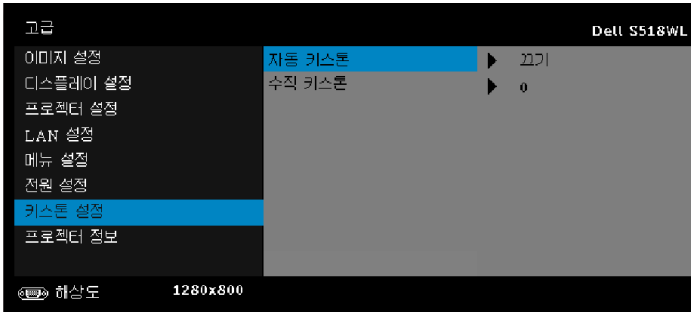 고급
Dell S518WL
이미지 설정
자동 키스톤 끄기
디스플레이 설정
수직 키스톤 0
프로젝터 설정
LAN 설정
메뉴 설정
전원 설정
키스톤 설정
프로젝터 정보
해상도 1280x800